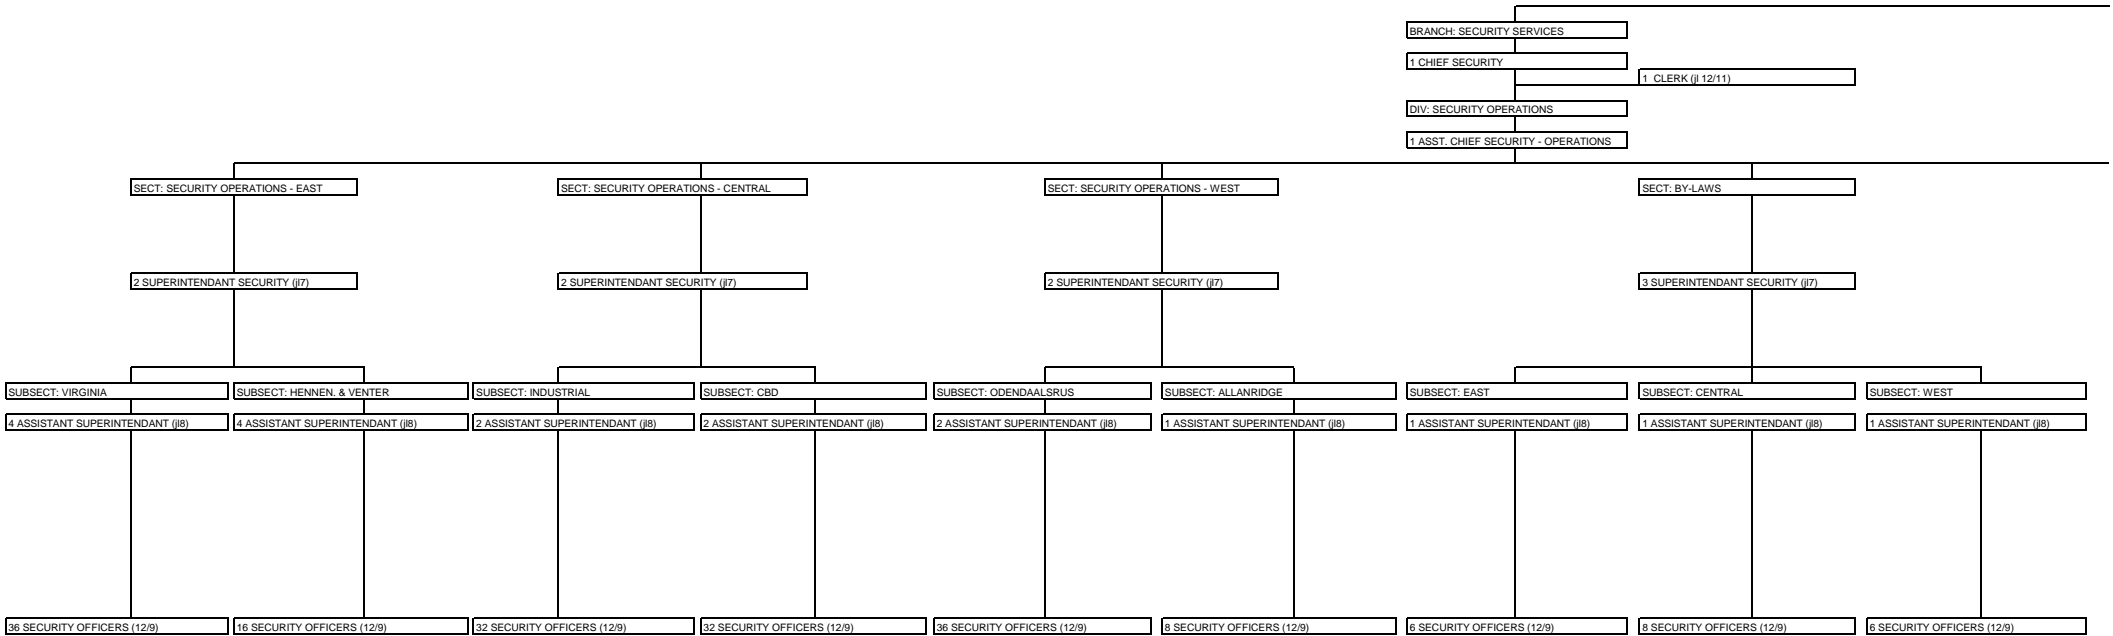 BRANCH: SECURITY SERVICES
1 CHIEF SECURITY
1 CLERK (jl 12/11)
DIV: SECURITY OPERATIONS
1 ASST. CHIEF SECURITY - OPERATIONS
SECT: SECURITY OPERATIONS - EAST
SECT: SECURITY OPERATIONS - CENTRAL
SECT: SECURITY OPERATIONS - WEST
SECT: BY-LAWS
2 SUPERINTENDANT SECURITY (jl7)
2 SUPERINTENDANT SECURITY (jl7)
2 SUPERINTENDANT SECURITY (jl7)
3 SUPERINTENDANT SECURITY (jl7)
SUBSECT: VIRGINIA
SUBSECT: HENNEN. & VENTER
SUBSECT: INDUSTRIAL
SUBSECT: CBD
SUBSECT: ODENDAALSRUS
SUBSECT: ALLANRIDGE
SUBSECT: EAST
SUBSECT: CENTRAL
SUBSECT: WEST
4 ASSISTANT SUPERINTENDANT (jl8)
4 ASSISTANT SUPERINTENDANT (jl8)
2 ASSISTANT SUPERINTENDANT (jl8)
2 ASSISTANT SUPERINTENDANT (jl8)
2 ASSISTANT SUPERINTENDANT (jl8)
1 ASSISTANT SUPERINTENDANT (jl8)
1 ASSISTANT SUPERINTENDANT (jl8)
1 ASSISTANT SUPERINTENDANT (jl8)
1 ASSISTANT SUPERINTENDANT (jl8)
36 SECURITY OFFICERS (12/9)
16 SECURITY OFFICERS (12/9)
32 SECURITY OFFICERS (12/9)
32 SECURITY OFFICERS (12/9)
36 SECURITY OFFICERS (12/9)
8 SECURITY OFFICERS (12/9)
6 SECURITY OFFICERS (12/9)
8 SECURITY OFFICERS (12/9)
6 SECURITY OFFICERS (12/9)